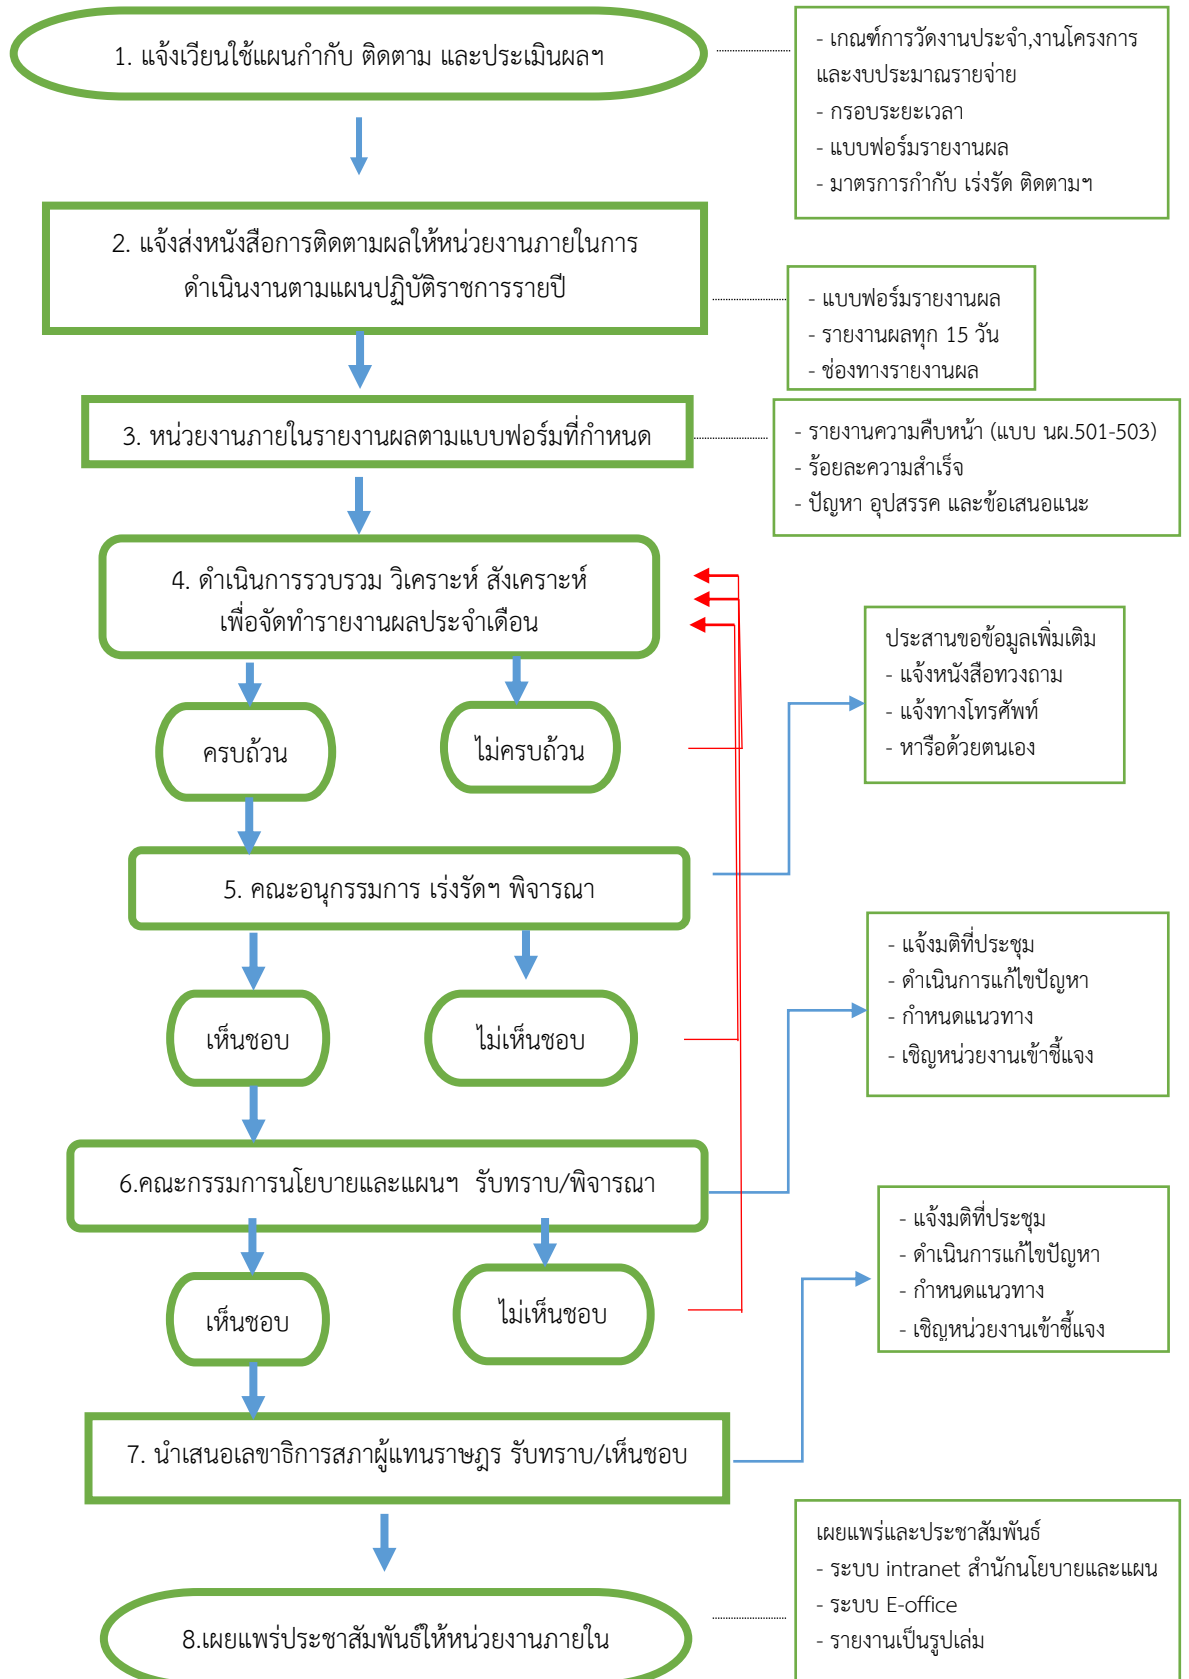 1. แจ้งเวียนใช้แผนกำกับ ติดตาม และประเมินผลฯ
- เกณฑ์การวัดงานประจำ,งานโครงการ
และงบประมาณรายจ่าย
- กรอบระยะเวลา
- แบบฟอร์มรายงานผล
- มาตรการกำกับ เร่งรัด ติดตามฯ
2. แจ้งส่งหนังสือการติดตามผลให้หน่วยงานภายในการ
ดำเนินงานตามแผนปฏิบัติราชการรายปี
- แบบฟอร์มรายงานผล
- รายงานผลทุก 15 วัน
- ช่องทางรายงานผล
3. หน่วยงานภายในรายงานผลตามแบบฟอร์มที่กำหนด
- รายงานความคืบหน้า (แบบ นผ.501-503)
- ร้อยละความสำเร็จ
- ปัญหา อุปสรรค และข้อเสนอแนะ
4. ดำเนินการรวบรวม วิเคราะห์ สังเคราะห์
เพื่อจัดทำรายงานผลประจำเดือน
ประสานขอข้อมูลเพิ่มเติม
- แจ้งหนังสือทวงถาม
- แจ้งทางโทรศัพท์
- หารือด้วยตนเอง
ครบถ้วน
ไม่ครบถ้วน
5. คณะอนุกรรมการ เร่งรัดฯ พิจารณา
- แจ้งมติที่ประชุม
- ดำเนินการแก้ไขปัญหา
- กำหนดแนวทาง
- เชิญหน่วยงานเข้าชี้แจง
เห็นชอบ
ไม่เห็นชอบ
6.คณะกรรมการนโยบายและแผนฯ รับทราบ/พิจารณา
- แจ้งมติที่ประชุม
- ดำเนินการแก้ไขปัญหา
- กำหนดแนวทาง
- เชิญหน่วยงานเข้าชี้แจง
เห็นชอบ
ไม่เห็นชอบ
7. นำเสนอเลขาธิการสภาผู้แทนราษฎร รับทราบ/เห็นชอบ
เผยแพร่และประชาสัมพันธ์
- ระบบ intranet สำนักนโยบายและแผน
- ระบบ E-office
- รายงานเป็นรูปเล่ม
8.เผยแพร่ประชาสัมพันธ์ให้หน่วยงานภายใน